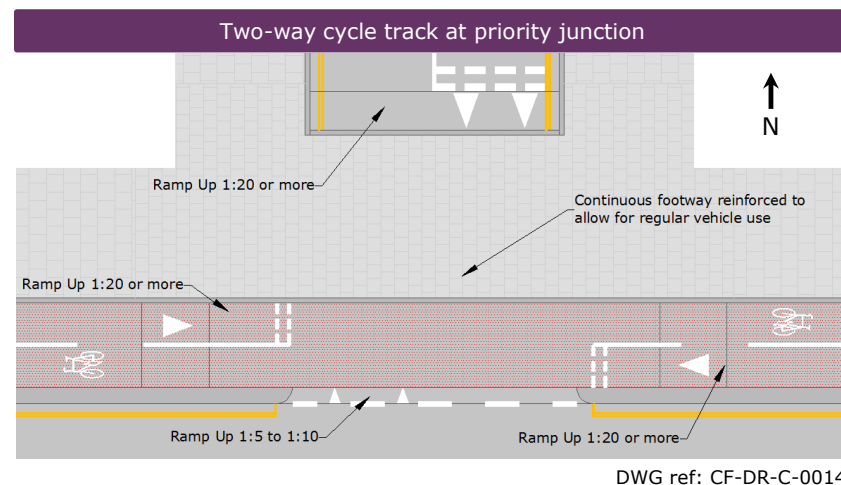 Two-way cycle track at priority junction
N
Ramp Up 1:20 or more
Continuous footway reinforced to
allow for regular vehicle use
Ramp Up 1:20 or more
Ramp Up 1:5 to 1:10
Ramp Up 1:20 or more
DWG ref: CF-DR-C-0014